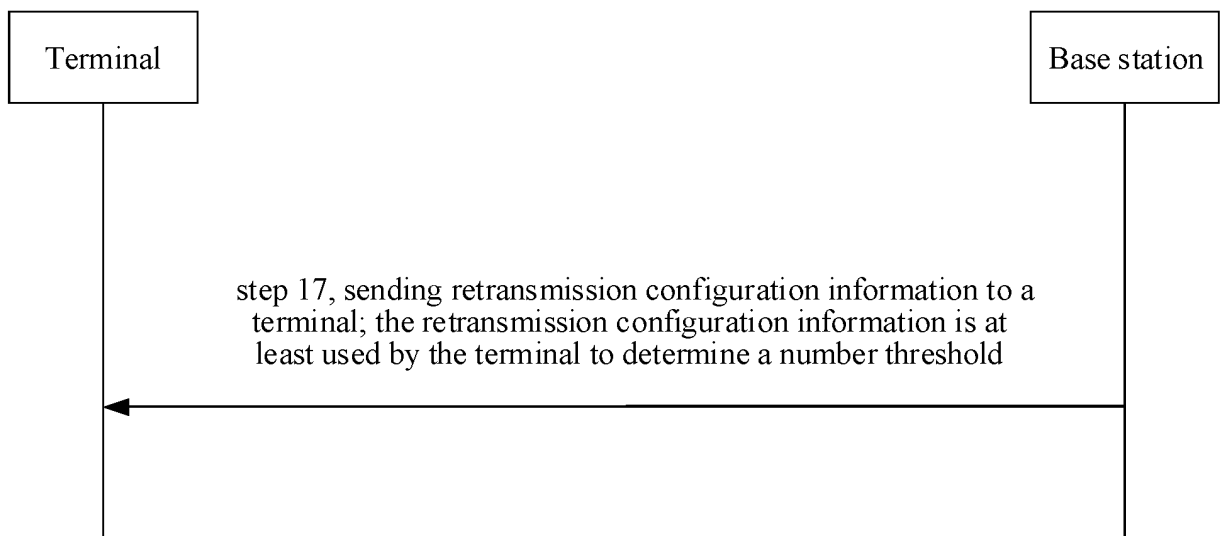 Terminal
Base station
step 17, sending retransmission configuration information to a
terminal; the retransmission configuration information is at
least used by the terminal to determine a number threshold